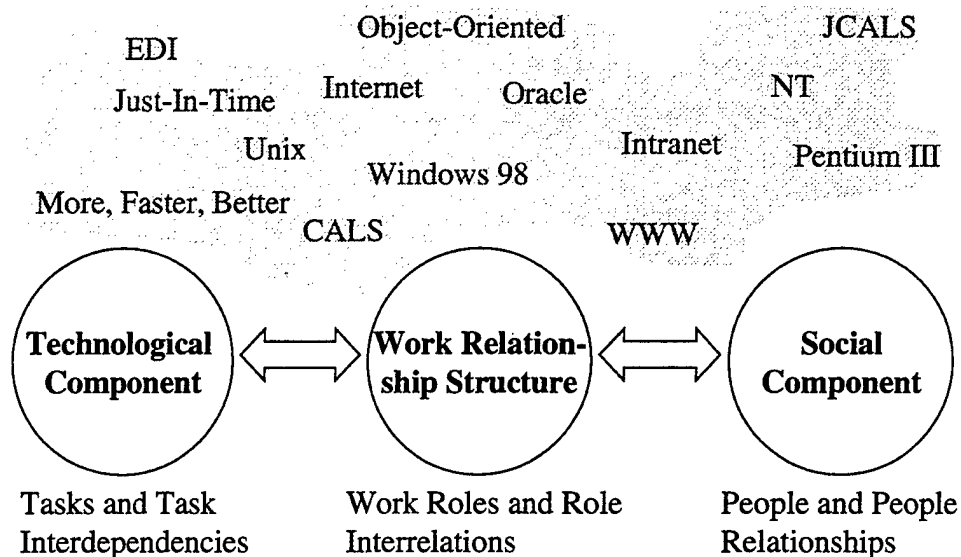 Object-Oriented
JCALS
EDI
Just-In-Time
Internet
Oracle
NT
Unix
Intranet
Pentium III
Windows 98
More, Faster, Better
CALS
WWW
Technological
Component
Work Relation-
ship Structure
Social
Component
Tasks and Task
Interdependencies
Work Roles and Role
Interrelations
People and People
Relationships